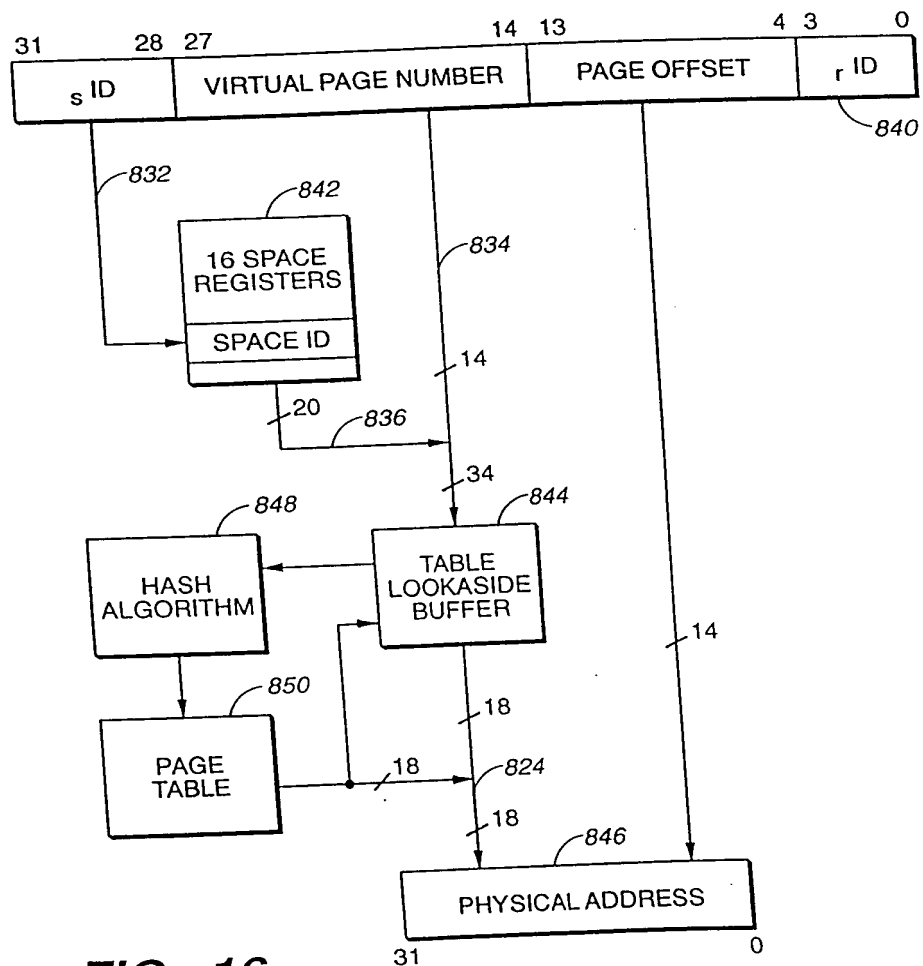 31 28 27 14 13 4 3 0
s ID VIRTUAL PAGE NUMBER PAGE OFFSET r ID
840
832
842
834
16 SPACE
REGISTERS
SPACE ID
14
20
836
34
848
844
HASH
ALGORITHM
TABLE
LOOKASIDE
BUFFER
14
850
18
PAGE
TABLE
18
824
18
846
PHYSICAL ADDRESS
31 0